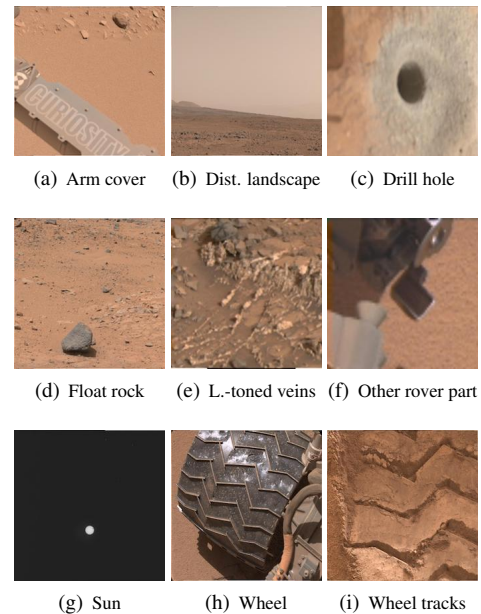 CURIOSITY
(a) Arm cover
(b) Dist. landscape
(c) Drill hole
(d) Float rock
(e) L.-toned veins
(f) Other rover part
(g) Sun
(h) Wheel
(i) Wheel tracks